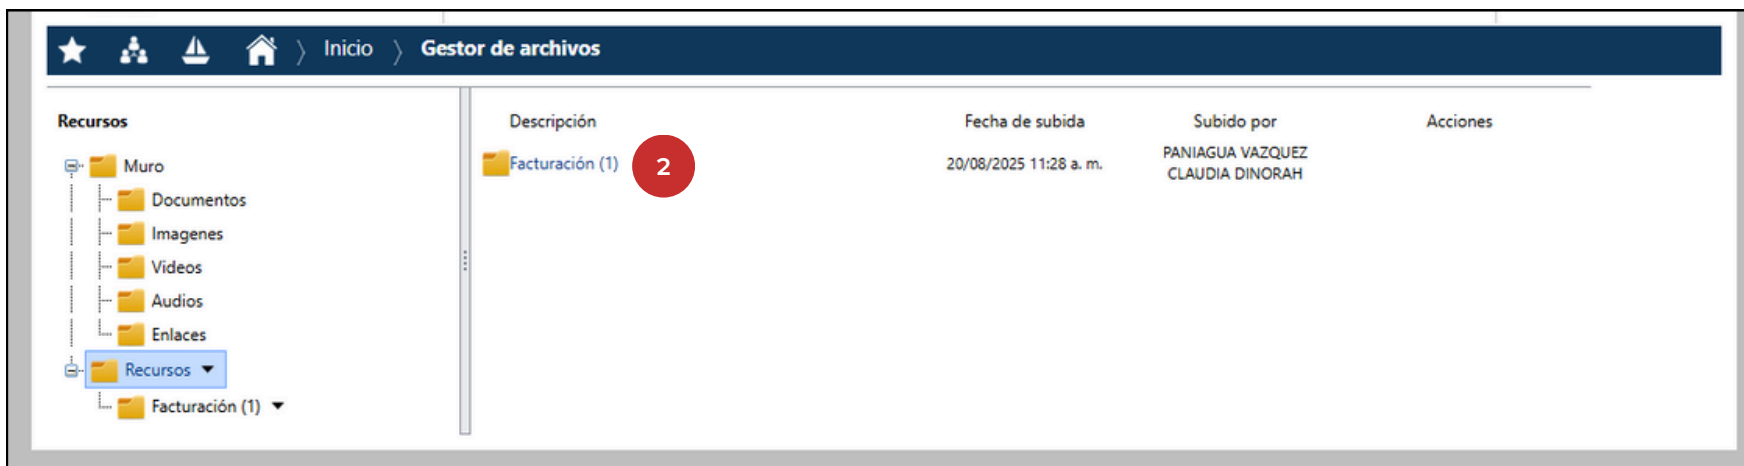 Inicio
Gestor de archivos
Recursos
Muro
Documentos
Imagenes
Videos
Audios
Enlaces
Recursos
Facturación (1)
Descripción Fecha de subida Subido por Acciones
Facturación (1) 2 20/08/2025 11:28 a. m. PANIAGUA VAZQUEZ
CLAUDIA DINORAH